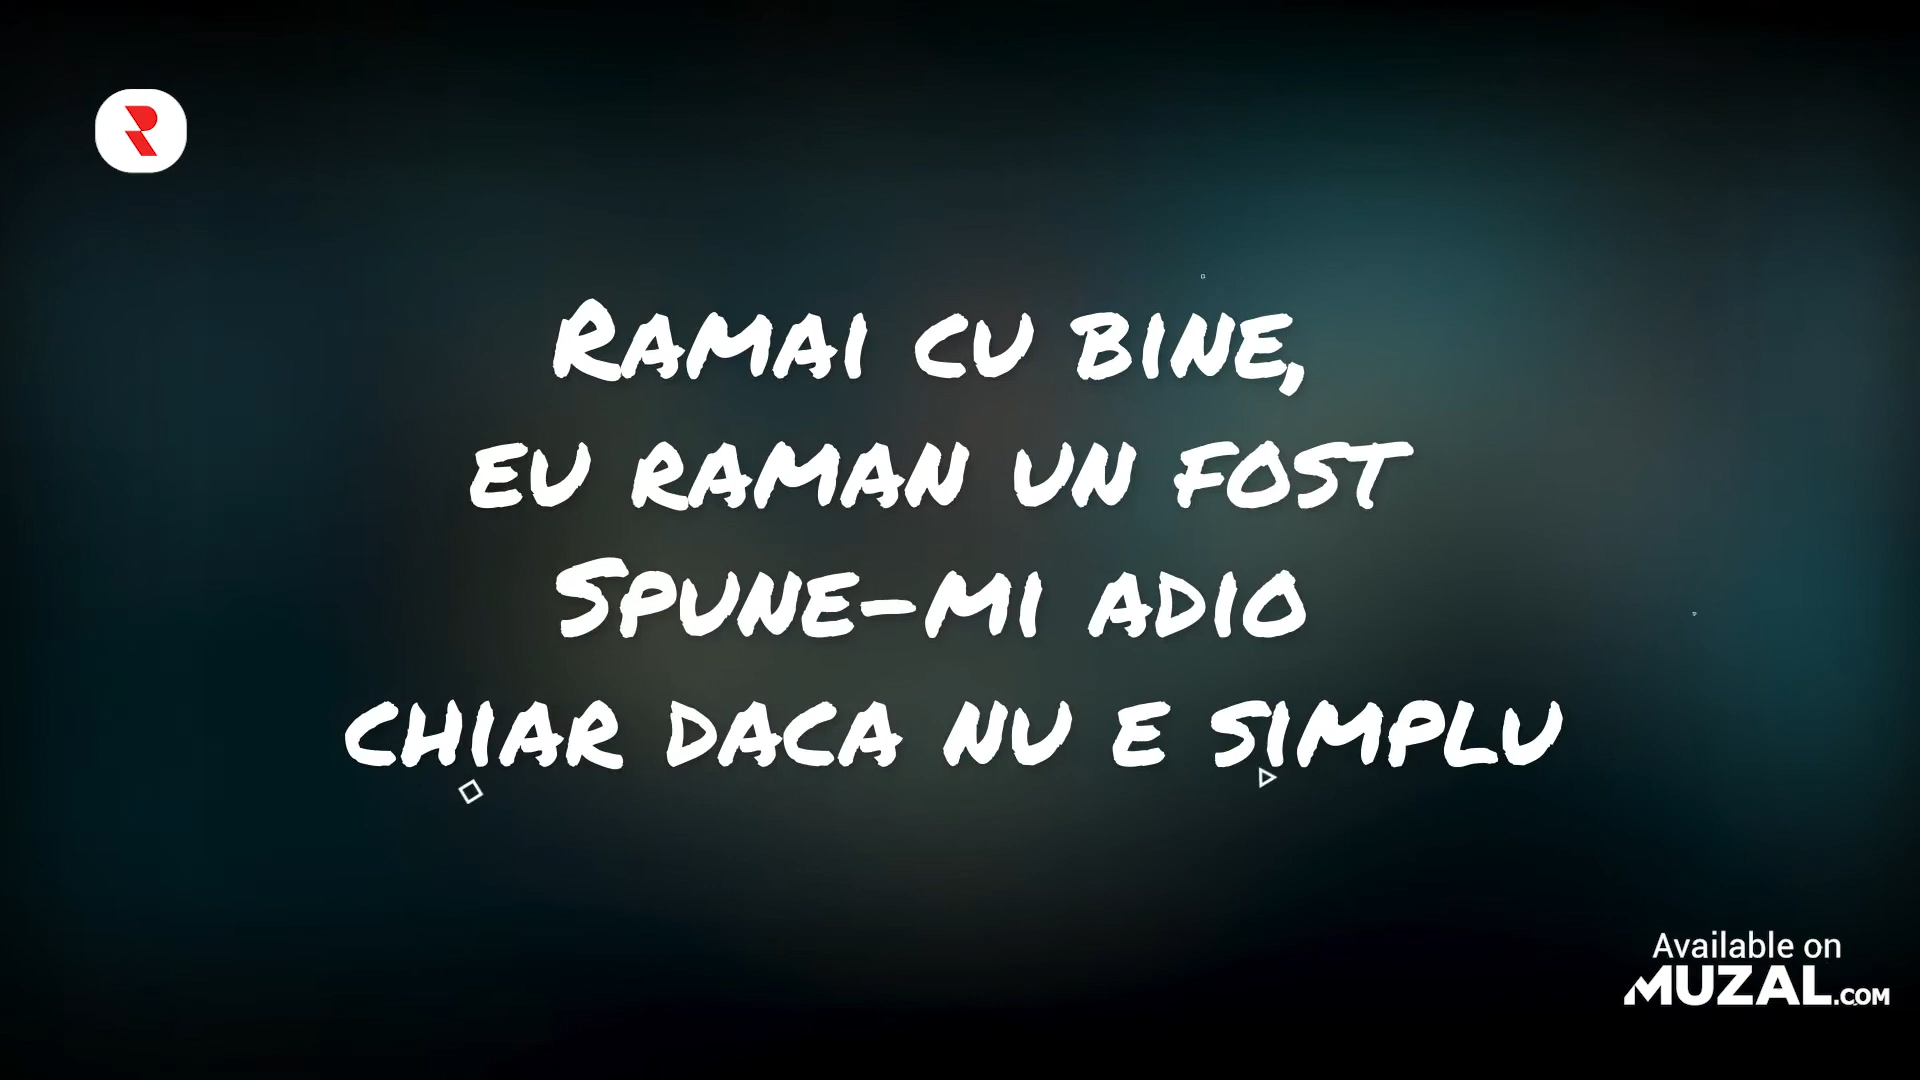 R
Ramai cu bine,
eu raman un fost
Spune-mi adio
chiar daca nu e simplu
Available on
MUZAL.COM